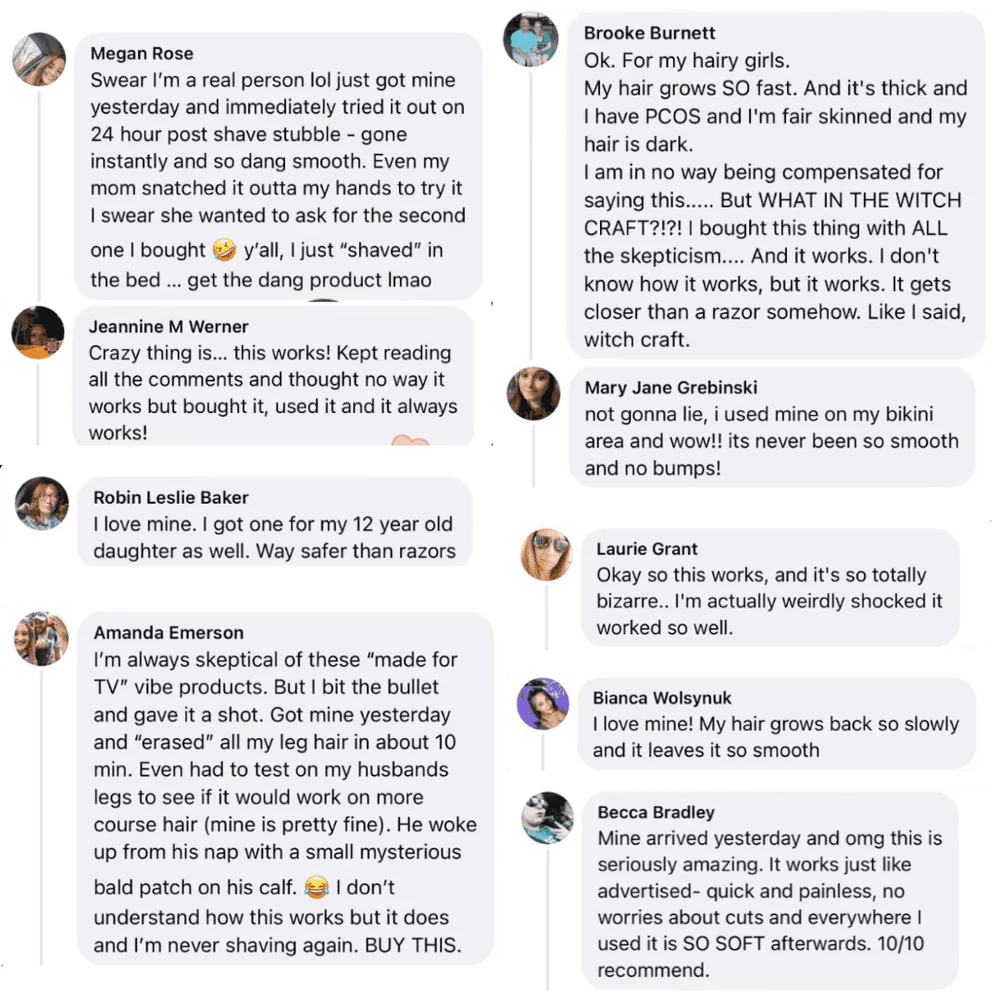 Megan Rose
Swear I'm a real person lol just got mine
yesterday and immediately tried it out on
24 hour post shave stubble - gone
instantly and so dang smooth. Even my
mom snatched it outta my hands to try it
I swear she wanted to ask for the second
one I bought 🤣 y'all, I just “shaved” in
the bed ... get the dang product lmao
Jeannine M Werner
Crazy thing is... this works! Kept reading
all the comments and thought no way it
works but bought it, used it and it always
works!
Robin Leslie Baker
I love mine. I got one for my 12 year old
daughter as well. Way safer than razors
Amanda Emerson
I'm always skeptical of these “made for
TV” vibe products. But I bit the bullet
and gave it a shot. Got mine yesterday
and “erased” all my leg hair in about 10
min. Even had to test on my husbands
legs to see if it would work on more
course hair (mine is pretty fine). He woke
up from his nap with a small mysterious
bald patch on his calf. 😂 I don't
understand how this works but it does
and I'm never shaving again. BUY THIS.
Brooke Burnett
Ok. For my hairy girls.
My hair grows SO fast. And it's thick and
I have PCOS and I'm fair skinned and my
hair is dark.
I am in no way being compensated for
saying this..... But WHAT IN THE WITCH
CRAFT?!?! I bought this thing with ALL
the skepticism.... And it works. I don't
know how it works, but it works. It gets
closer than a razor somehow. Like I said,
witch craft.
Mary Jane Grebinski
not gonna lie, i used mine on my bikini
area and wow!! its never been so smooth
and no bumps!
Laurie Grant
Okay so this works, and it's so totally
bizarre.. I'm actually weirdly shocked it
worked so well.
Bianca Wolsynuk
I love mine! My hair grows back so slowly
and it leaves it so smooth
Becca Bradley
Mine arrived yesterday and omg this is
seriously amazing. It works just like
advertised- quick and painless, no
worries about cuts and everywhere I
used it is SO SOFT afterwards. 10/10
recommend.